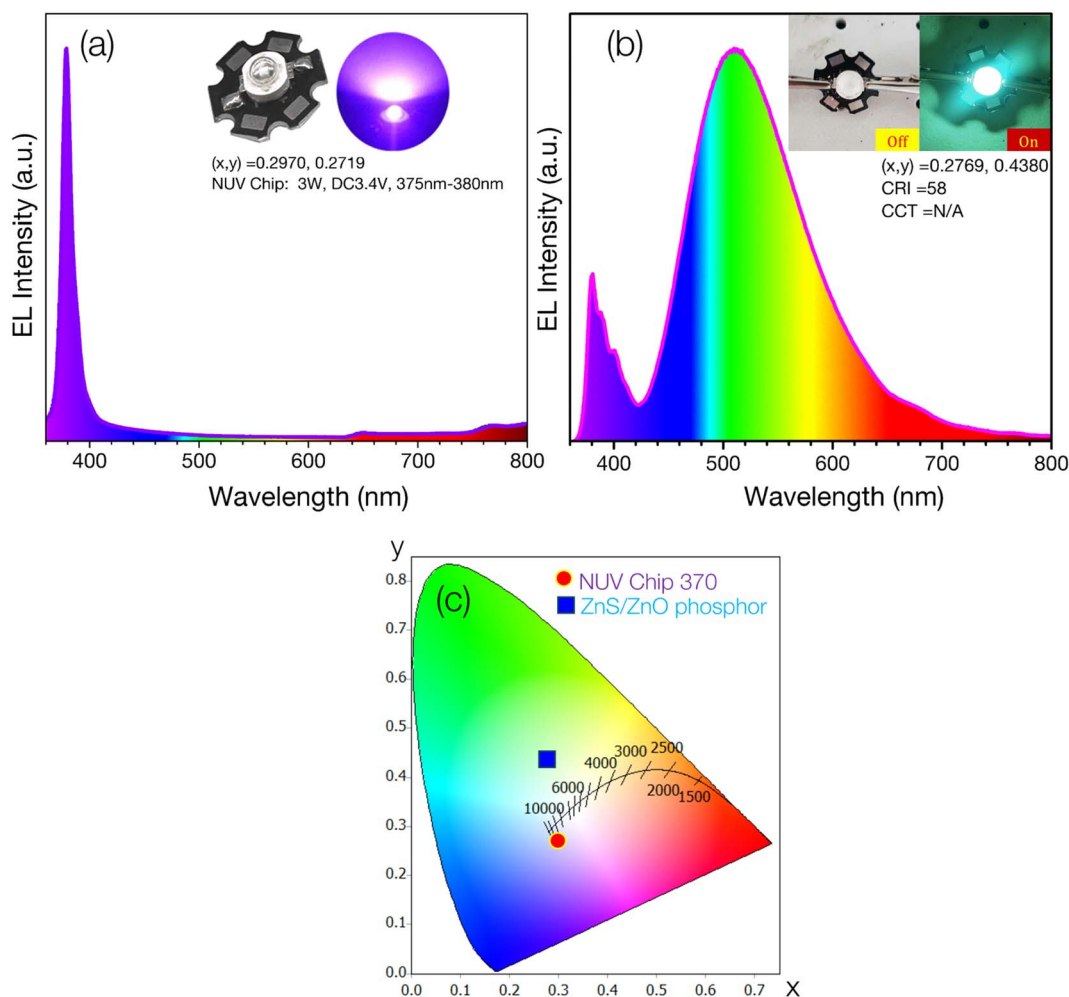 (a)
(x,y) =0.2970, 0.2719
NUV Chip: 3W, DC3.4V, 375nm-380nm
EL Intensity (a.u.)
400 500 600 700 800
Wavelength (nm)
(b)
Off On
(x,y) =0.2769, 0.4380
CRI =58
CCT =N/A
EL Intensity (a.u.)
400 500 600 700 800
Wavelength (nm)
y
(c)
NUV Chip 370
ZnS/ZnO phosphor
0.8
0.7
0.6
0.5
0.4
0.3
0.2
0.1
0.0
2500
3000
4000
6000
10000
2000
1500
0.0 0.1 0.2 0.3 0.4 0.5 0.6 0.7
x